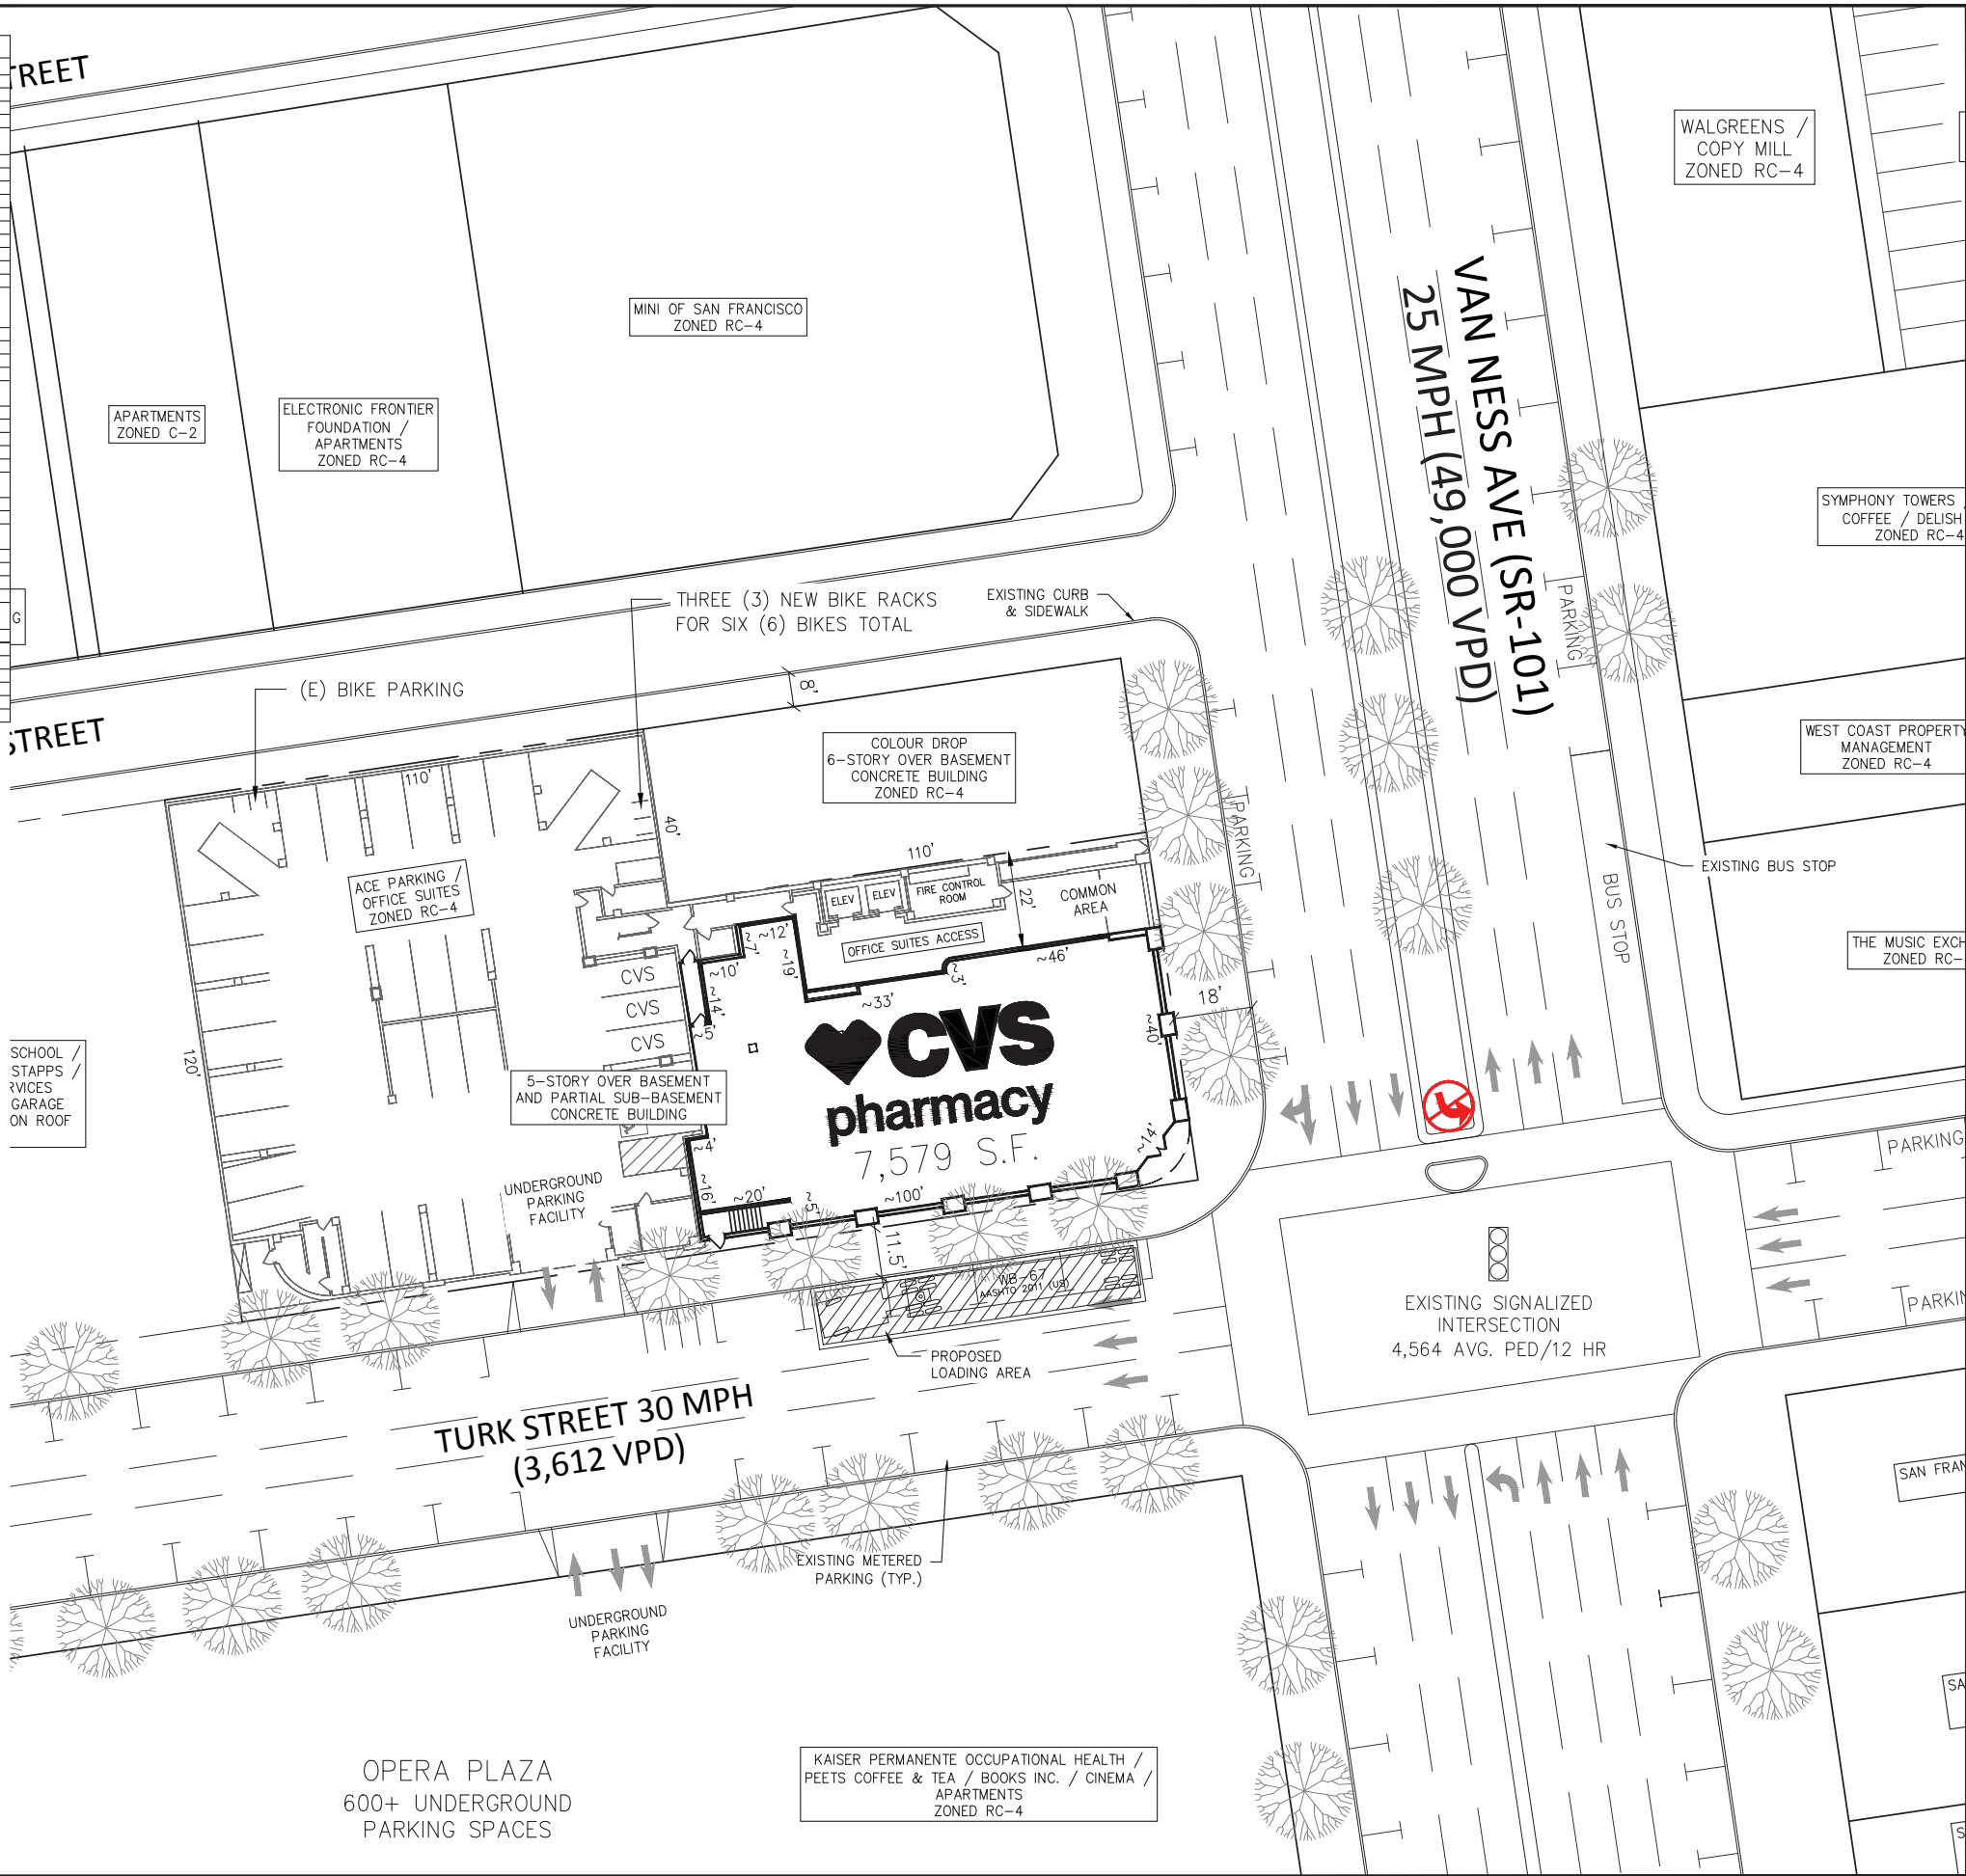 TREET
WALGREENS /
COPY MILL
ZONED RC-4
MINI OF SAN FRANCISCO
ZONED RC-4
APARTMENTS
ZONED C-2
ELECTRONIC FRONTIER
FOUNDATION /
APARTMENTS
ZONED RC-4
VAN NESS AVE (SR-101)
25 MPH (49,000 VPD)
SYMPHONY TOWERS /
COFFEE / DELISH
ZONED RC-4
G
THREE (3) NEW BIKE RACKS
FOR SIX (6) BIKES TOTAL
EXISTING CURB
& SIDEWALK
PARKING
(E) BIKE PARKING
8'
STREET
COLOUR DROP
6-STORY OVER BASEMENT
CONCRETE BUILDING
ZONED RC-4
WEST COAST PROPERTY
MANAGEMENT
ZONED RC-4
110'
40'
PARKING
110'
EXISTING BUS STOP
BUS STOP
ACE PARKING /
OFFICE SUITES
ZONED RC-4
ELEV
ELEV
FIRE CONTROL
ROOM
22'
COMMON
AREA
OFFICE SUITES ACCESS
THE MUSIC EXCH
ZONED RC-
~12'
~7'
~19'
~10'
~14'
~5'
~33'
~3'
~46'
18'
~40'
CVS
CVS
CVS
CVS
pharmacy
7,579 S.F.
120'
SCHOOL /
STAPPS /
RVICES
GARAGE
ON ROOF
5-STORY OVER BASEMENT
AND PARTIAL SUB-BASEMENT
CONCRETE BUILDING
~4'
~16'
~20'
~5'
~100'
~14'
11.5'
UNDERGROUND
PARKING
FACILITY
PARKING
WB-67
AASHTO 2011 (US)
PROPOSED
LOADING AREA
EXISTING SIGNALIZED
INTERSECTION
4,564 AVG. PED/12 HR
PARKIN
TURK STREET 30 MPH
(3,612 VPD)
SAN FRAN
EXISTING METERED
PARKING (TYP.)
UNDERGROUND
PARKING
FACILITY
SA
OPERA PLAZA
600+ UNDERGROUND
PARKING SPACES
KAISER PERMANENTE OCCUPATIONAL HEALTH /
PEETS COFFEE & TEA / BOOKS INC. / CINEMA /
APARTMENTS
ZONED RC-4
S